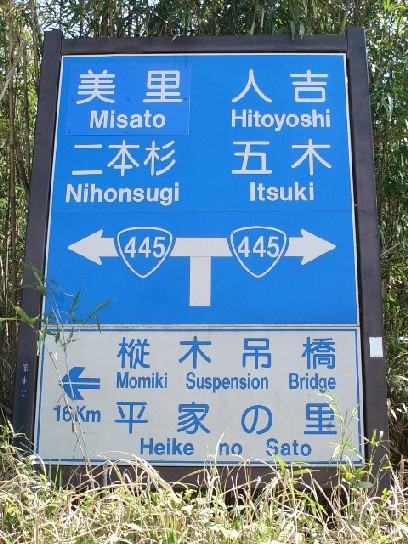 美里 人吉
Misato Hitoyoshi
二本杉 五木
Nihonsugi Itsuki
445 445
樅木吊橋
Momiki Suspension Bridge
16Km 平家の里
Heike no Sato